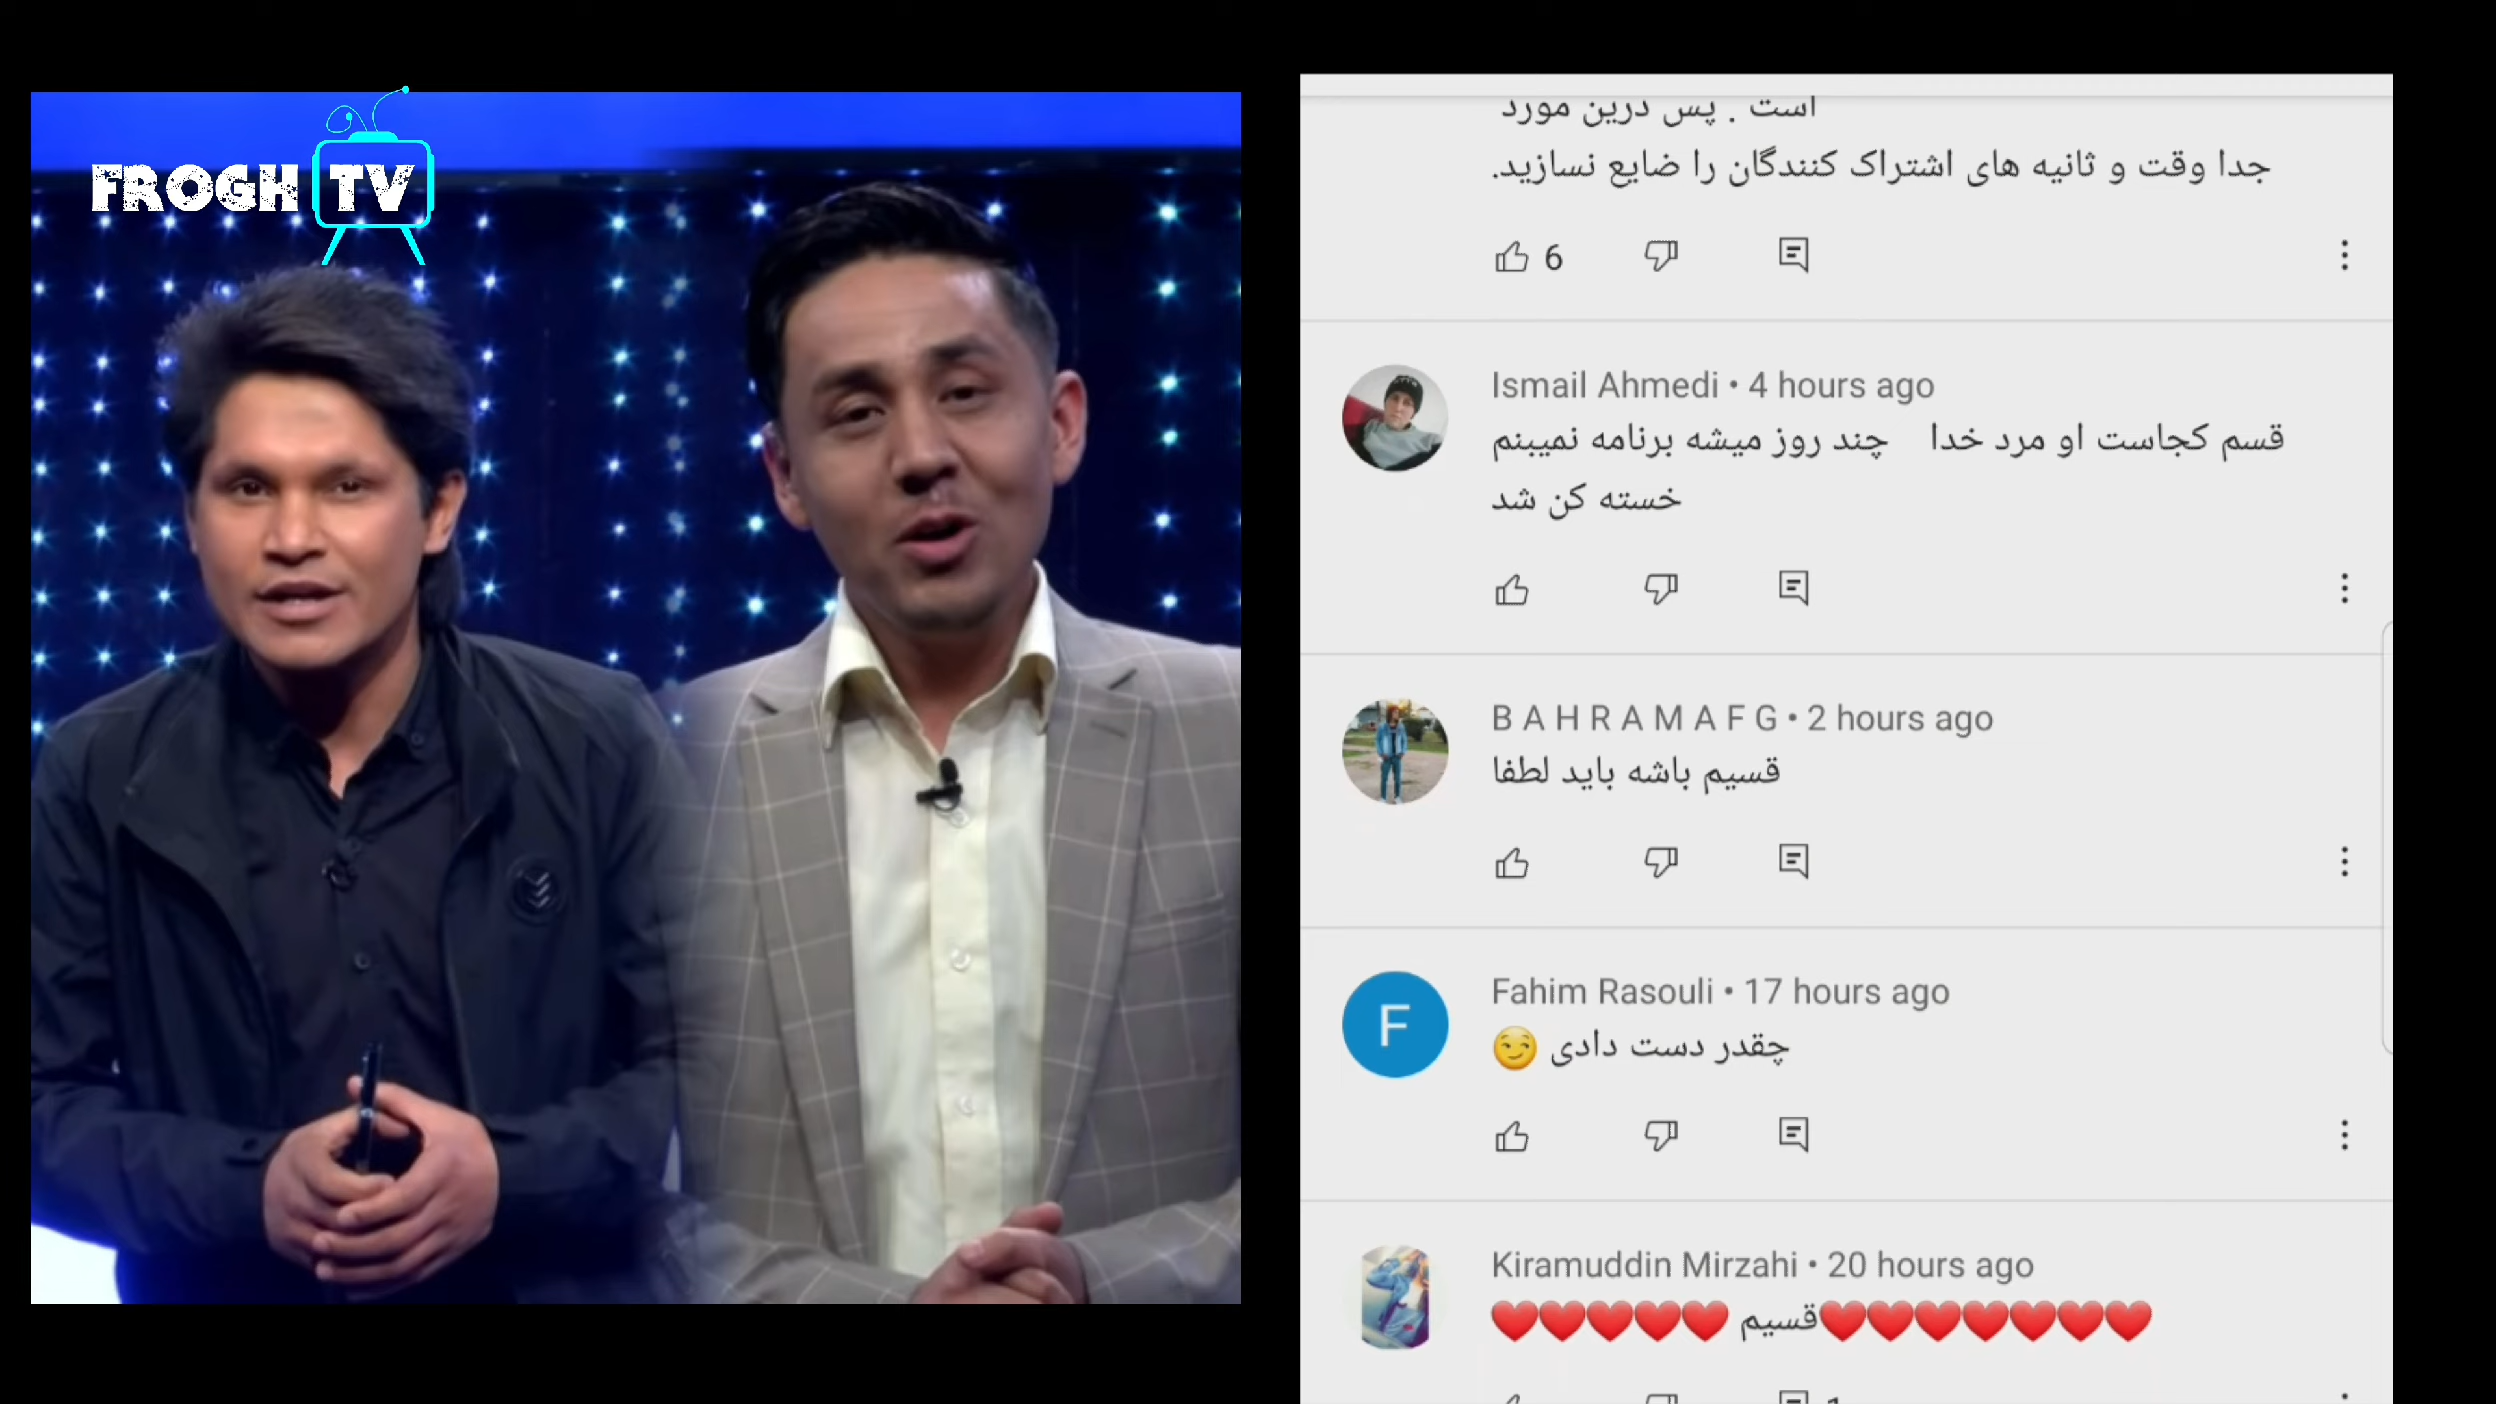 FROGH TV
است . پس درین مورد
جدا وقت و ثانیه های اشتراک کنندگان را ضایع نسازید.
6
Ismail Ahmedi • 4 hours ago
قسم کجاست او مرد خدا    چند روز میشه برنامه نمیبنم
خسته کن شد
B A H R A M A F G • 2 hours ago
قسیم باشه باید لطفا
F
Fahim Rasouli • 17 hours ago
چقدر دست دادی 😏
Kiramuddin Mirzahi • 20 hours ago
❤️❤️❤️❤️❤️❤️❤️قسیم ❤️❤️❤️❤️❤️